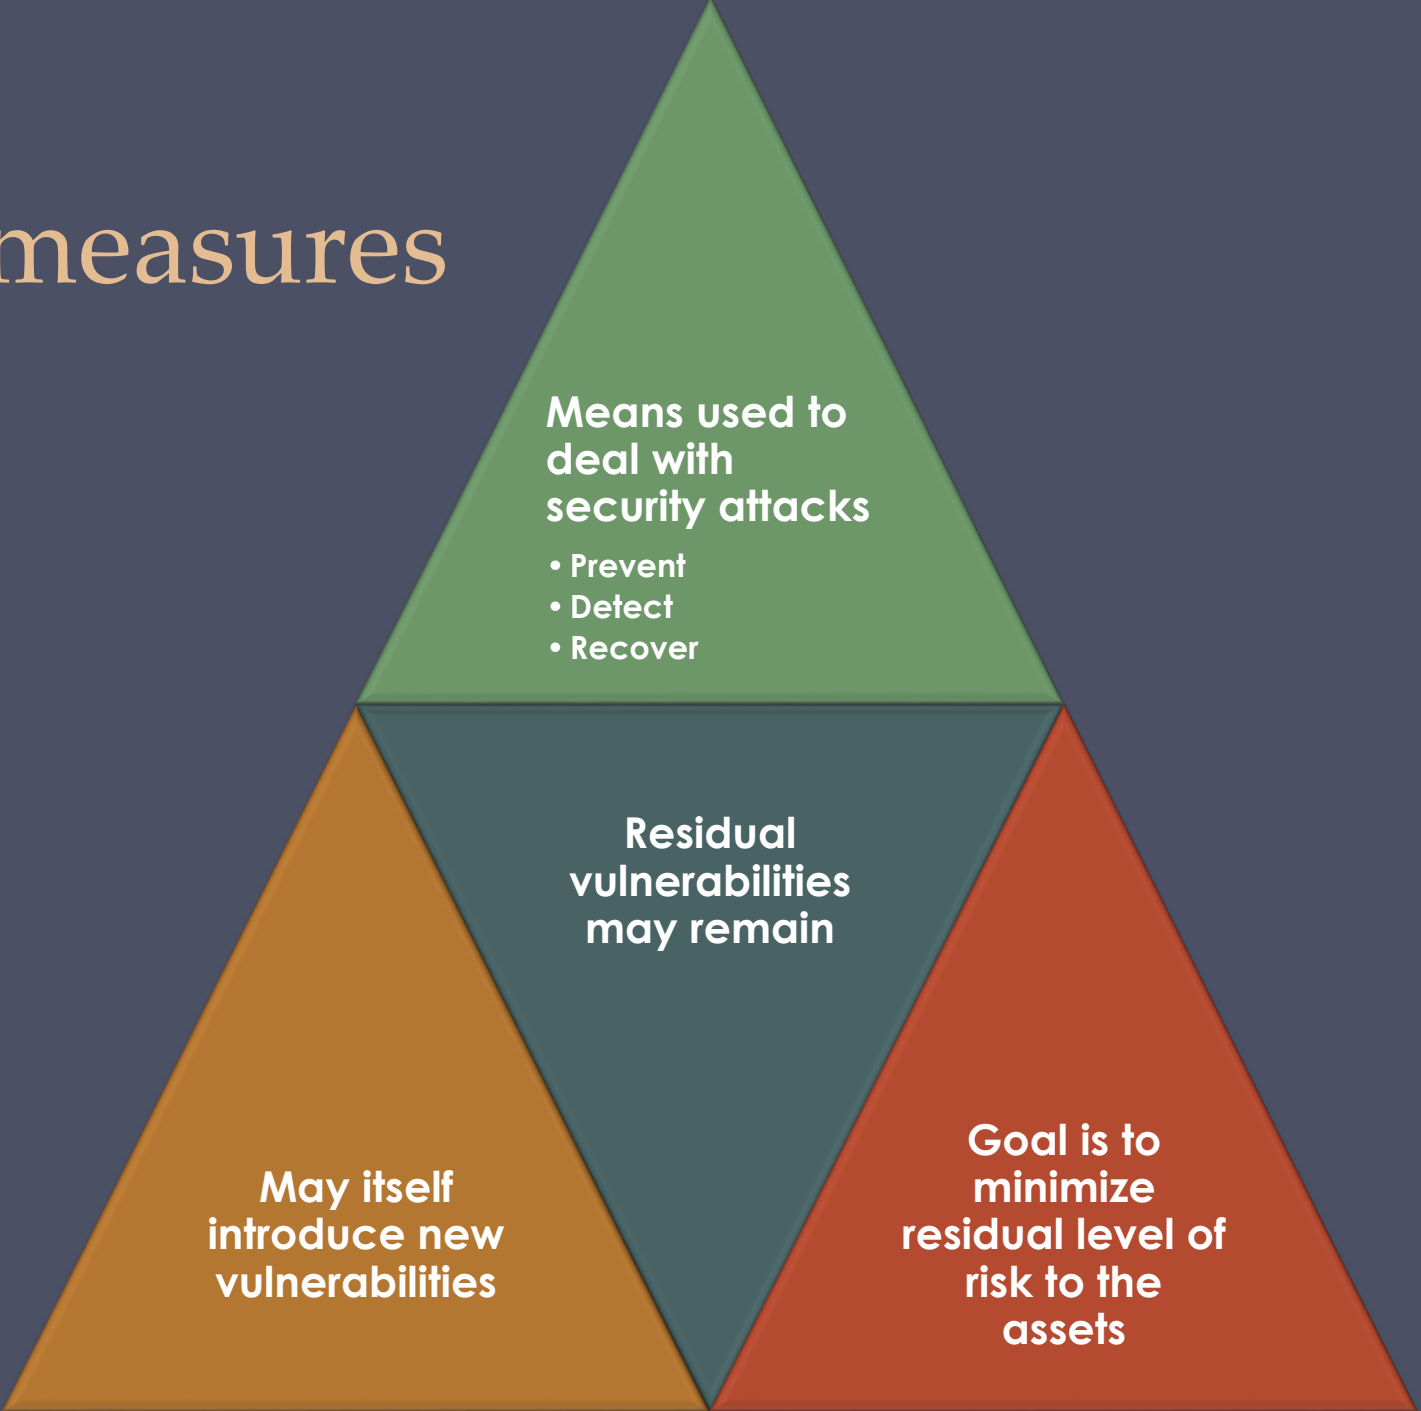 measures
Means used to
deal with
security attacks
• Prevent
• Detect
• Recover
Residual
vulnerabilities
may remain
May itself
introduce new
vulnerabilities
Goal is to
minimize
residual level of
risk to the
assets